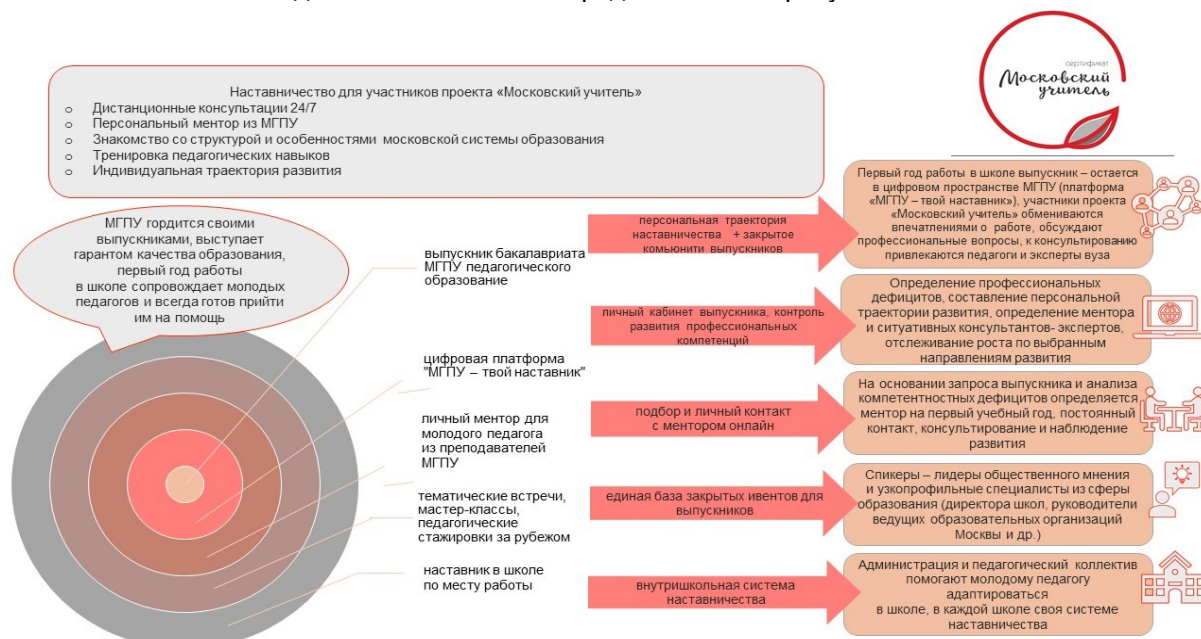 сертификат
Московский
учитель
Наставничество для участников проекта «Московский учитель»
o Дистанционные консультации 24/7
o Персональный ментор из МГПУ
o Знакомство со структурой и особенностями московской системы образования
o Тренировка педагогических навыков
o Индивидуальная траектория развития
МГПУ гордится своими
выпускниками, выступает
гарантом качества образования,
первый год работы
в школе сопровождает молодых
педагогов и всегда готов прийти
им на помощь
выпускник бакалавриата
МГПУ педагогического
образование
персональная траектория
наставничества + закрытое
комьюнити выпускников
Первый год работы в школе выпускник – остается
в цифровом пространстве МГПУ (платформа
«МГПУ – твой наставник»), участники проекта
«Московский учитель» обмениваются
впечатлениями о работе, обсуждают
профессиональные вопросы, к консультированию
привлекаются педагоги и эксперты вуза
цифровая платформа
"МГПУ – твой наставник"
личный кабинет выпускника, контроль
развития профессиональных
компетенций
Определение профессиональных
дефицитов, составление персональной
траектории развития, определение ментора
и ситуативных консультантов- экспертов,
отслеживание роста по выбранным
направлениям развития
личный ментор для
молодого педагога
из преподавателей
МГПУ
подбор и личный контакт
с ментором онлайн
На основании запроса выпускника и анализа
компетентностных дефицитов определяется
ментор на первый учебный год, постоянный
контакт, консультирование и наблюдение
развития
тематические встречи,
мастер-классы,
педагогические
стажировки за рубежом
единая база закрытых ивентов для
выпускников
Спикеры – лидеры общественного мнения
и узкопрофильные специалисты из сферы
образования (директора школ, руководители
ведущих образовательных организаций
Москвы и др.)
наставник в школе
по месту работы
внутришкольная система
наставничества
Администрация и педагогический коллектив
помогают молодому педагогу
адаптироваться
в школе, в каждой школе своя системе
наставничества